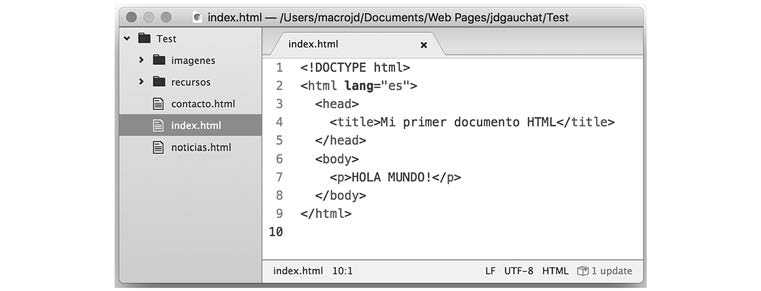 index.html — /Users/macrojd/Documents/Web Pages/jdgauchat/Test
Test
imagenes
recursos
contacto.html
index.html
noticias.html
index.html
1 <!DOCTYPE html>
2 <html lang="es">
3 <head>
4 <title>Mi primer documento HTML</title>
5 </head>
6 <body>
7 <p>HOLA MUNDO!</p>
8 </body>
9 </html>
10
index.html 10:1 LF UTF-8 HTML 1 update